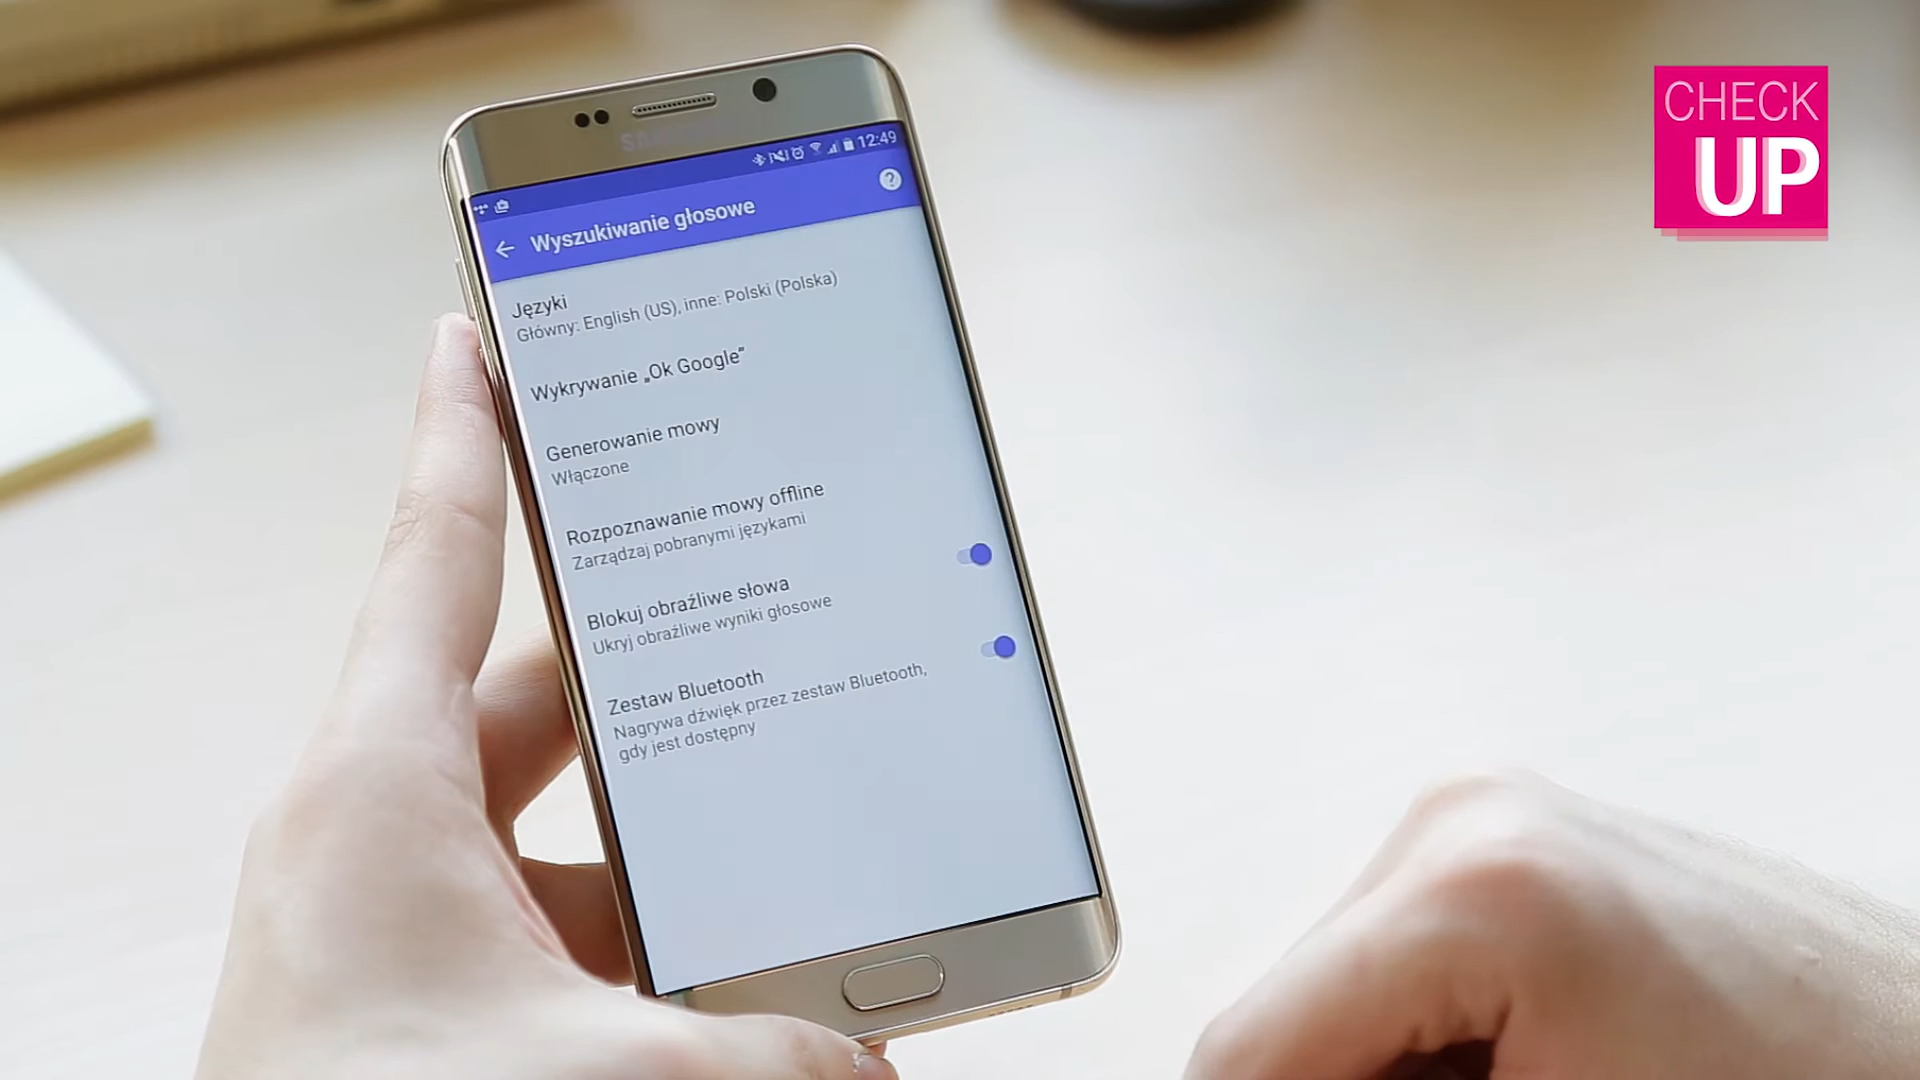 CHECK
UP
SAMSUNG
12:49
Wyszukiwanie głosowe
Języki
Główny: English (US), inne: Polski (Polska)
Wykrywanie „Ok Google”
Generowanie mowy
Włączone
Rozpoznawanie mowy offline
Zarządzaj pobranymi językami
Blokuj obraźliwe słowa
Ukryj obraźliwe wyniki głosowe
Zestaw Bluetooth
Nagrywa dźwięk przez zestaw Bluetooth,
gdy jest dostępny